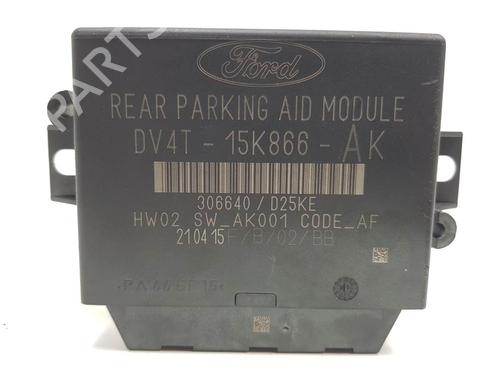 Ford
REAR PARKING AID MODULE
DV4T - 15K866 - AK
306640 / D25KE
HW02 SW_AK001 CODE_AF
210415F/B/02/BB